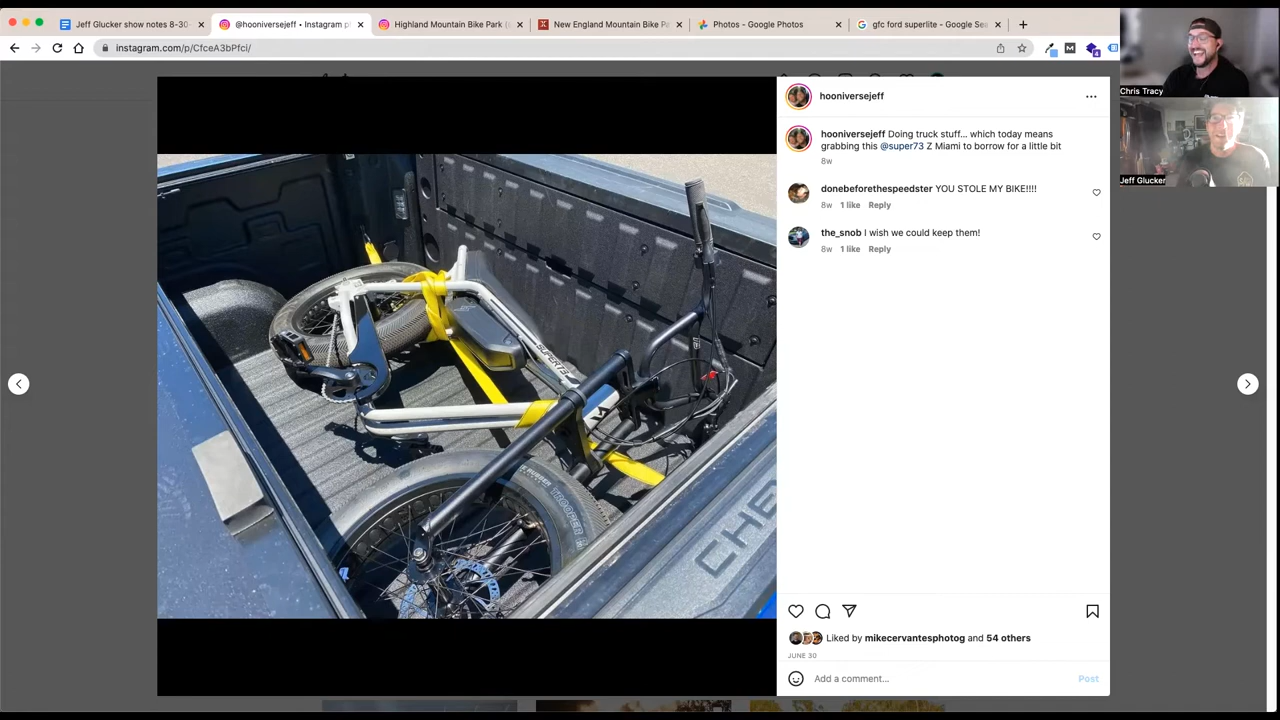 Jeff Glucker show notes 8-30-
@hooniversejeff • Instagram p
Highland Mountain Bike Park (
New England Mountain Bike Pa
Photos - Google Photos
gfc ford superlite - Google Sea
instagram.com/p/CfceA3bPfci/
Chris Tracy
Jeff Glucker
hooniversejeff
hooniversejeff Doing truck stuff... which today means
grabbing this @super73 Z Miami to borrow for a little bit
8w
donebeforethespeedster YOU STOLE MY BIKE!!!!
8w 1 like Reply
the_snob I wish we could keep them!
8w 1 like Reply
SUPER73
TROOPER
CHE
Liked by mikecervantesphotog and 54 others
JUNE 30
Add a comment...
Post